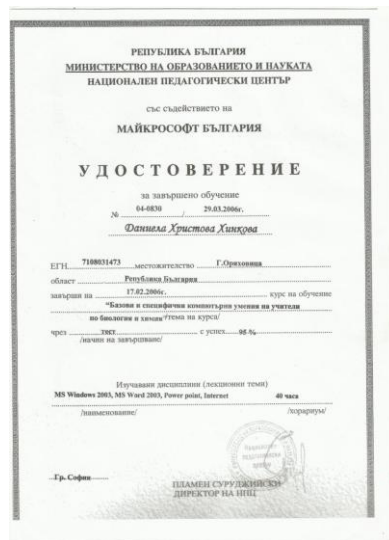 РЕПУБЛИКА БЪЛГАРИЯ
МИНИСТЕРСТВО НА ОБРАЗОВАНИЕТО И НАУКАТА
НАЦИОНАЛЕН ПЕДАГОГИЧЕСКИ ЦЕНТЪР
със съдействието на
МАЙКРОСОФТ БЪЛГАРИЯ
УДОСТОВЕРЕНИЕ
за завършено обучение
№ 04-0830 / 29.03.2006г.
Даниела Христова Хинкова
ЕГН 7108031473 местожителство Г.Оряховица
област Република България
завърши на 17.02.2006г. курс на обучение
"Базови и специфични компютърни умения на учители
по биология и химия" /тема на курса/
чрез тест с успех 95 %
/начин на завършване/
Изучавани дисциплини (лекционни теми)
MS Windows 2003, MS Word 2003, Power point, Internet 40 часа
/наименование/ /хорариум/
Гр. София
ПЛАМЕН СУРУДЖИЙСКИ
ДИРЕКТОР НА НПЦ